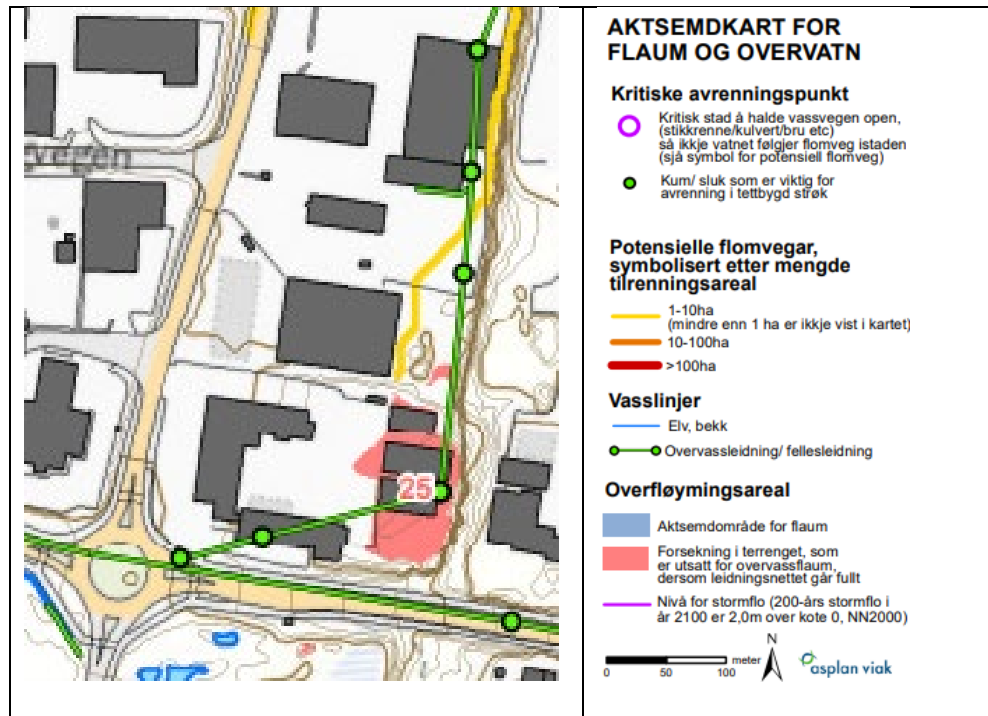 vegen
25
AKTSEMDKART FOR
FLAUM OG OVERVATN
Kritiske avrenningspunkt
Kritisk stad å halde vassvegen open,
(stikkrenne/kulvert/bru etc)
så ikkje vatnet følgjer flomveg istaden
(sjå symbol for potensiell flomveg)
Kum/ sluk som er viktig for
avrenning i tettbygd strøk
Potensielle flomvegar,
symbolisert etter mengde
tilrenningsareal
1-10ha
(mindre enn 1 ha er ikkje vist i kartet)
10-100ha
>100ha
Vasslinjer
Elv, bekk
Overvassleidning/ fellesleidning
Overfløymingsareal
Aktsemdområde for flaum
Forsekning i terrenget, som
er utsatt for overvassflaum,
dersom leidningsnettet går fullt
Nivå for stormflo (200-års stormflo i
år 2100 er 2,0m over kote 0, NN2000)
N
meter
0 50 100
asplan viak